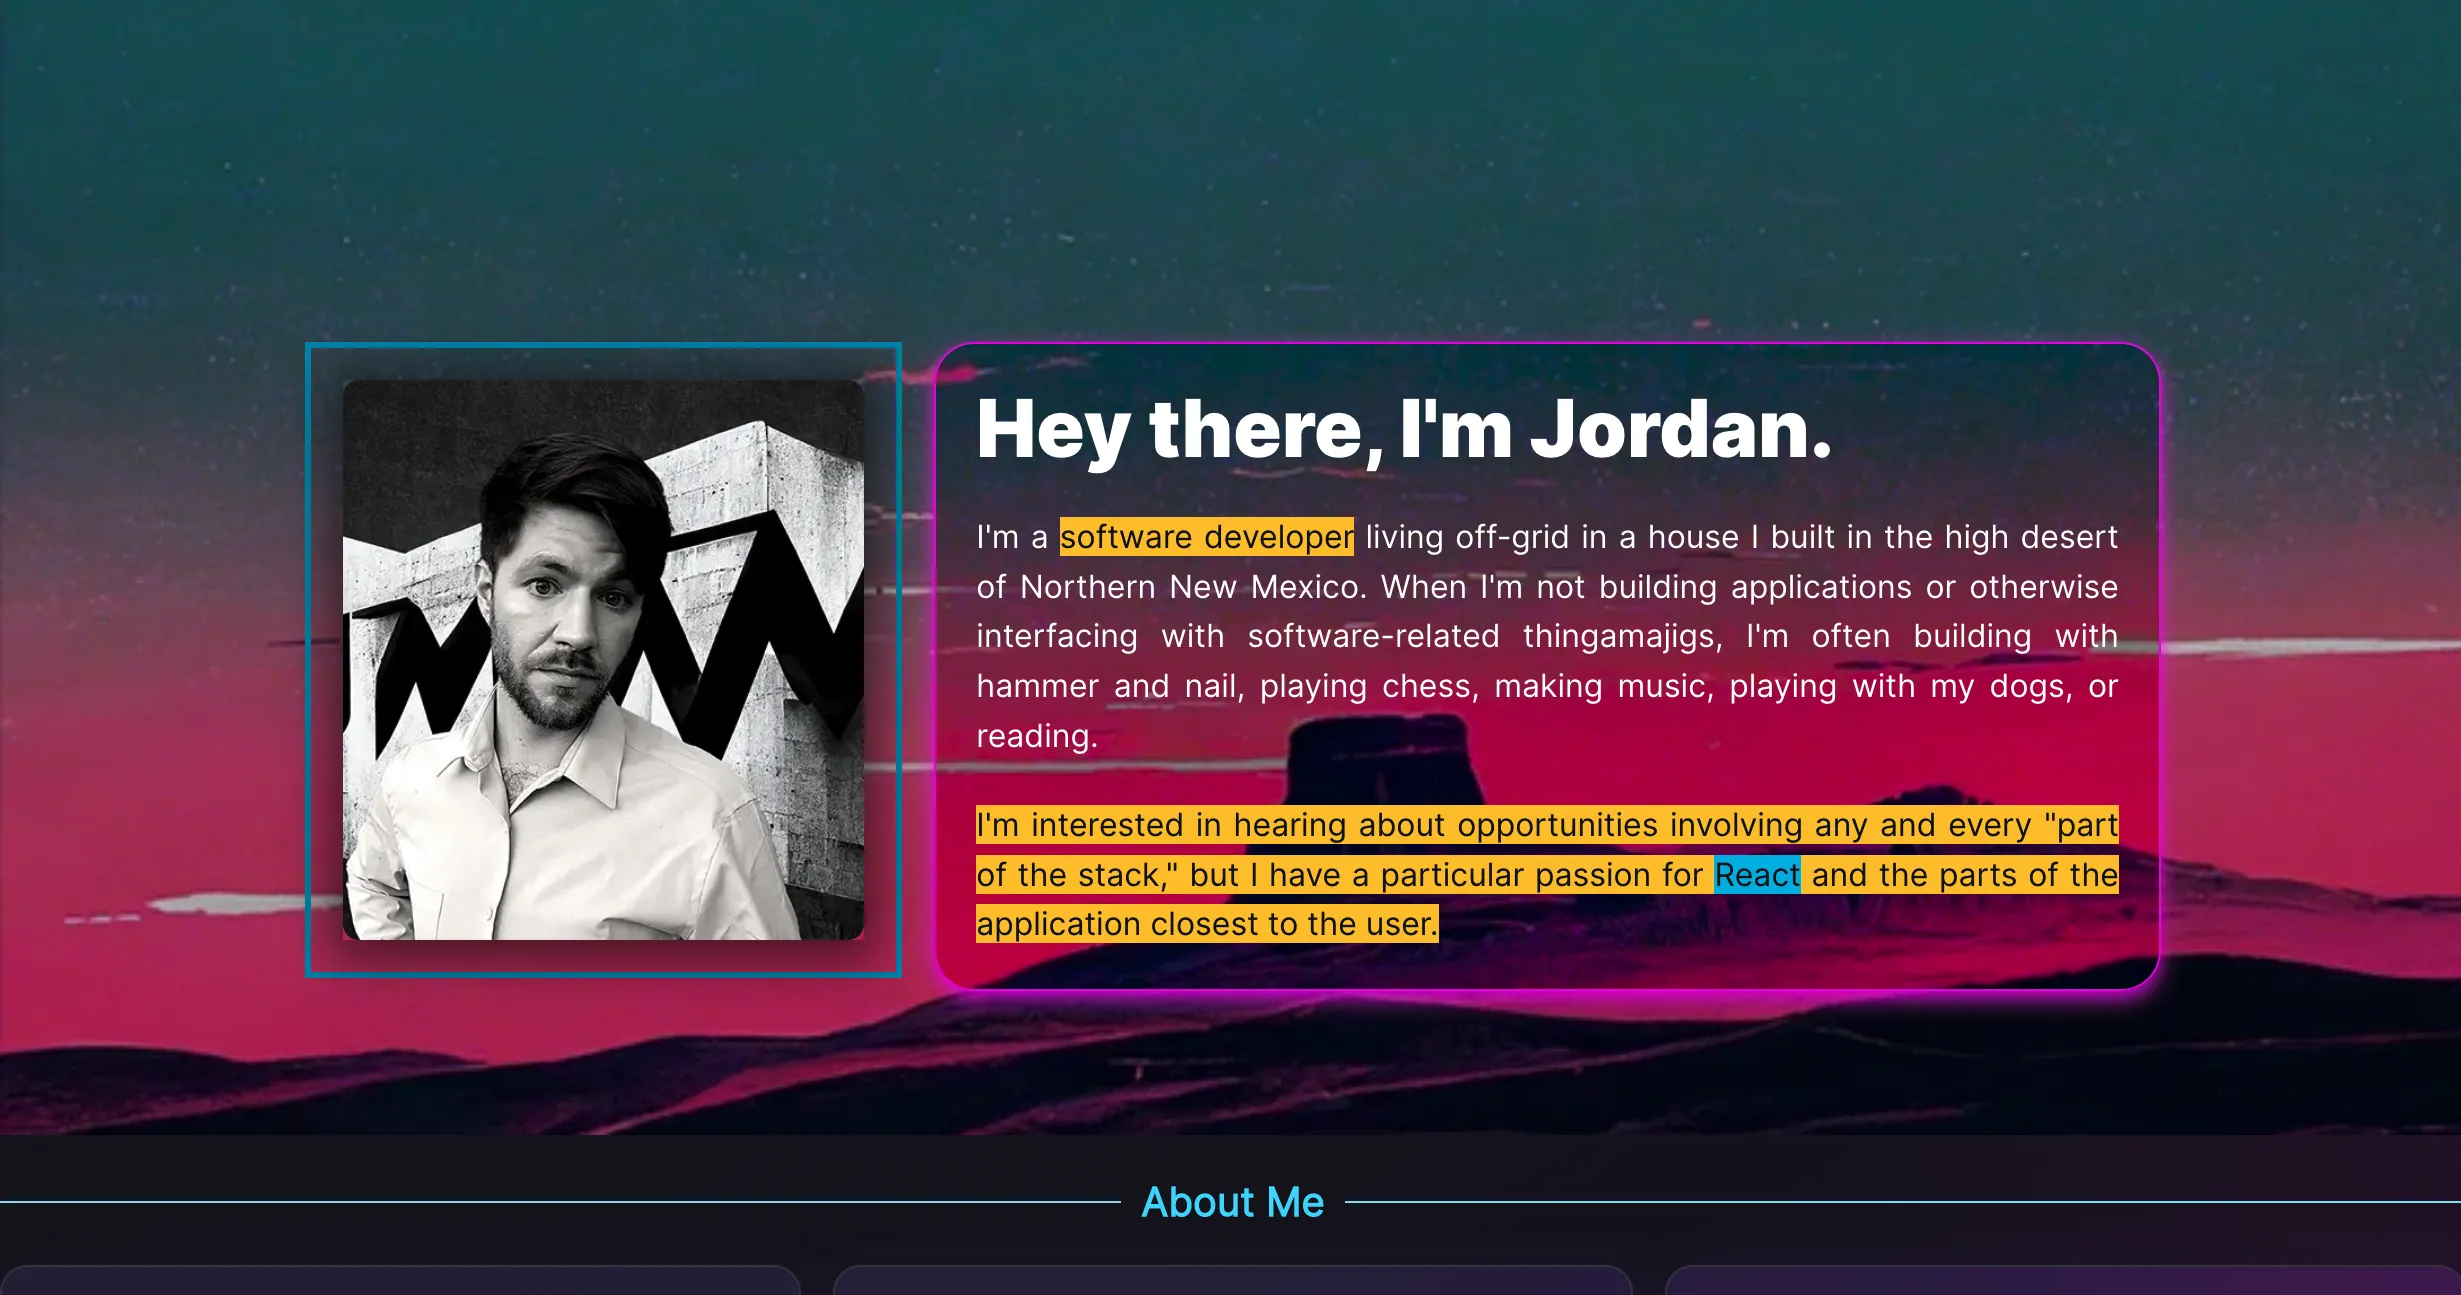 Hey there, I'm Jordan.
I'm a software developer living off-grid in a house I built in the high desert
of Northern New Mexico. When I'm not building applications or otherwise
interfacing with software-related thingamajigs, I'm often building with
hammer and nail, playing chess, making music, playing with my dogs, or
reading.
I'm interested in hearing about opportunities involving any and every "part
of the stack," but I have a particular passion for React and the parts of the
application closest to the user.
About Me